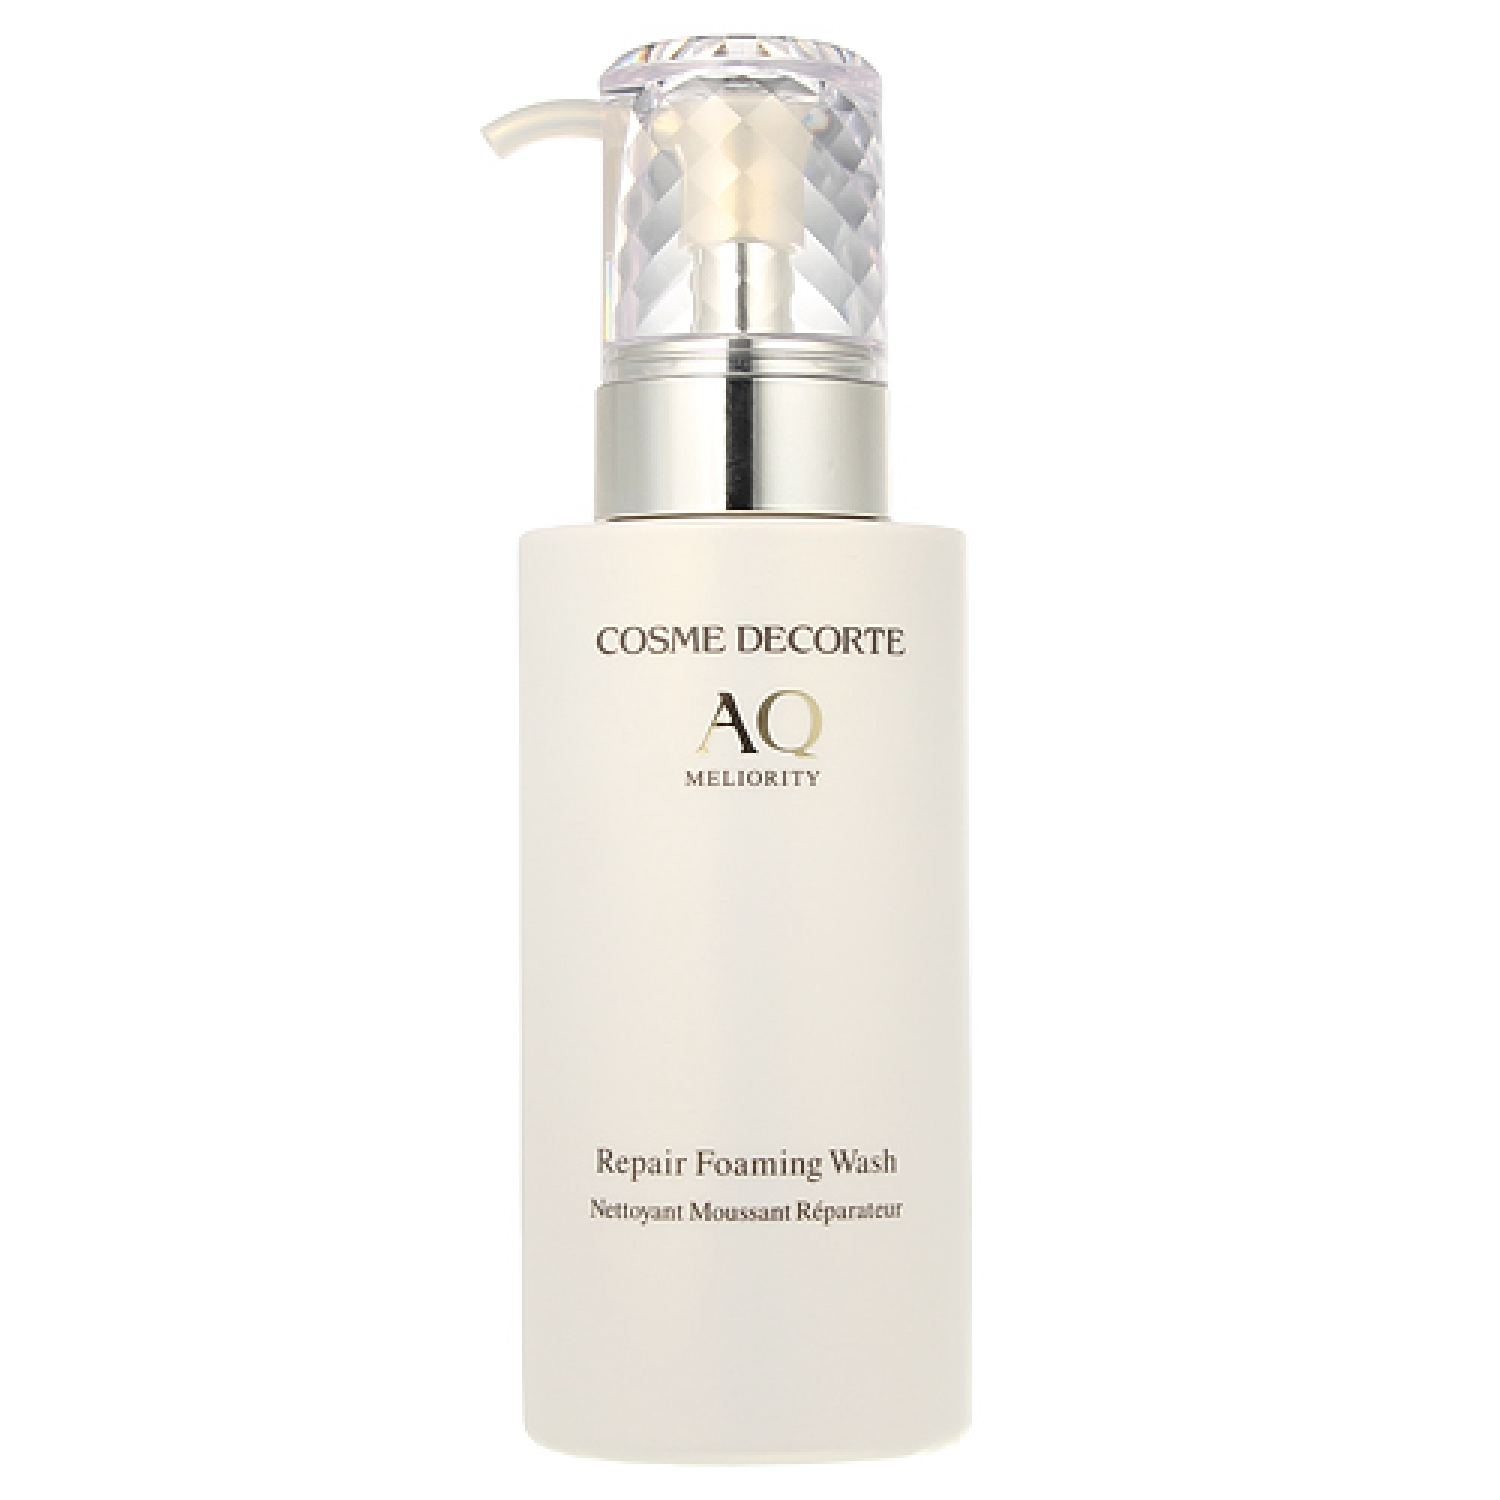 COSME DECORTE
AQ
MELIORITY
Repair Foaming Wash
Nettoyant Moussant Réparateur